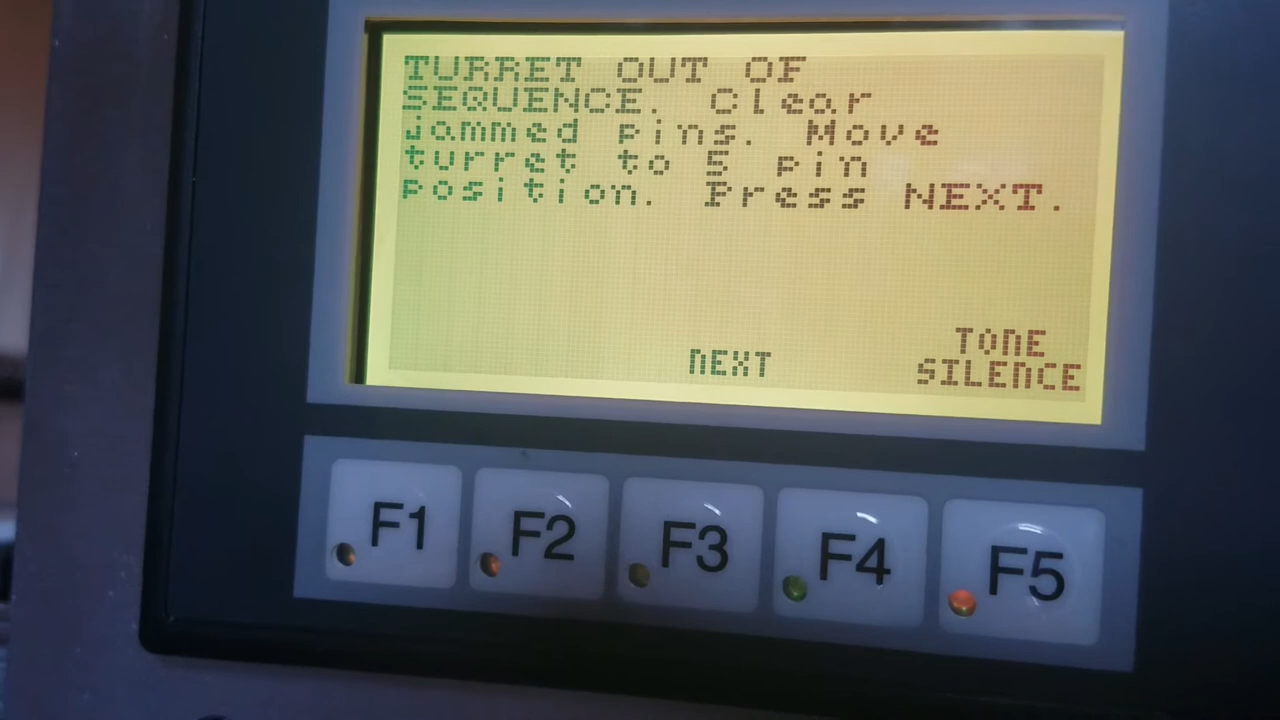 TURRET OUT OF
SEQUENCE. Clear
jammed pins. Move
turret to 5 pin
position. Press NEXT.
NEXT
TONE
SILENCE
F1 F2 F3 F4 F5